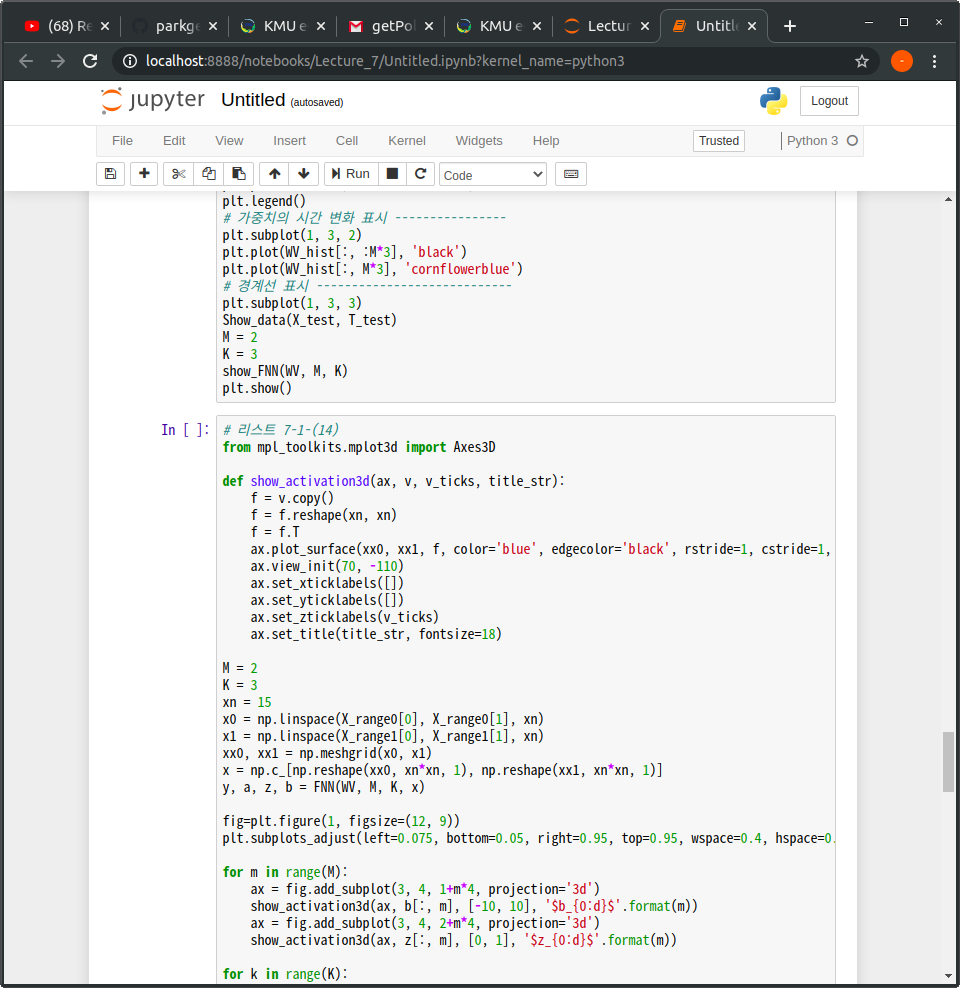 (68) Re
parkge
KMU e
getPol
KMU e
Lectur
Untitle
localhost:8888/notebooks/Lecture_7/Untitled.ipynb?kernel_name=python3
jupyter Untitled (autosaved)
Logout
File Edit View Insert Cell Kernel Widgets Help Trusted Python 3
Run Code
plt.legend()
# 가중치의 시간 변화 표시 ----------------
plt.subplot(1, 3, 2)
plt.plot(WV_hist[:, :M*3], 'black')
plt.plot(WV_hist[:, M*3], 'cornflowerblue')
# 경계선 표시 ----------------------------
plt.subplot(1, 3, 3)
Show_data(X_test, T_test)
M = 2
K = 3
show_FNN(WV, M, K)
plt.show()
In [ ]:
# 리스트 7-1-(14)
from mpl_toolkits.mplot3d import Axes3D
def show_activation3d(ax, v, v_ticks, title_str):
    f = v.copy()
    f = f.reshape(xn, xn)
    f = f.T
    ax.plot_surface(xx0, xx1, f, color='blue', edgecolor='black', rstride=1, cstride=1,
    ax.view_init(70, -110)
    ax.set_xticklabels([])
    ax.set_yticklabels([])
    ax.set_zticklabels(v_ticks)
    ax.set_title(title_str, fontsize=18)
M = 2
K = 3
xn = 15
x0 = np.linspace(X_range0[0], X_range0[1], xn)
x1 = np.linspace(X_range1[0], X_range1[1], xn)
xx0, xx1 = np.meshgrid(x0, x1)
x = np.c_[np.reshape(xx0, xn*xn, 1), np.reshape(xx1, xn*xn, 1)]
y, a, z, b = FNN(WV, M, K, x)
fig=plt.figure(1, figsize=(12, 9))
plt.subplots_adjust(left=0.075, bottom=0.05, right=0.95, top=0.95, wspace=0.4, hspace=0.
for m in range(M):
    ax = fig.add_subplot(3, 4, 1+m*4, projection='3d')
    show_activation3d(ax, b[:, m], [-10, 10], '$b_{0:d}$'.format(m))
    ax = fig.add_subplot(3, 4, 2+m*4, projection='3d')
    show_activation3d(ax, z[:, m], [0, 1], '$z_{0:d}$'.format(m))
for k in range(K):